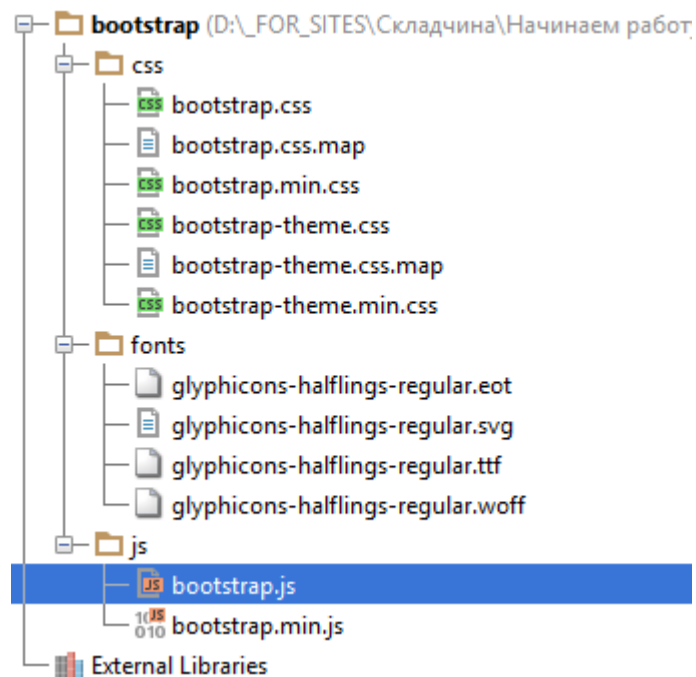 bootstrap (D:\_FOR_SITES\Складчина\Начинаем работ
css
bootstrap.css
bootstrap.css.map
bootstrap.min.css
bootstrap-theme.css
bootstrap-theme.css.map
bootstrap-theme.min.css
fonts
glyphicons-halflings-regular.eot
glyphicons-halflings-regular.svg
glyphicons-halflings-regular.ttf
glyphicons-halflings-regular.woff
js
bootstrap.js
bootstrap.min.js
External Libraries